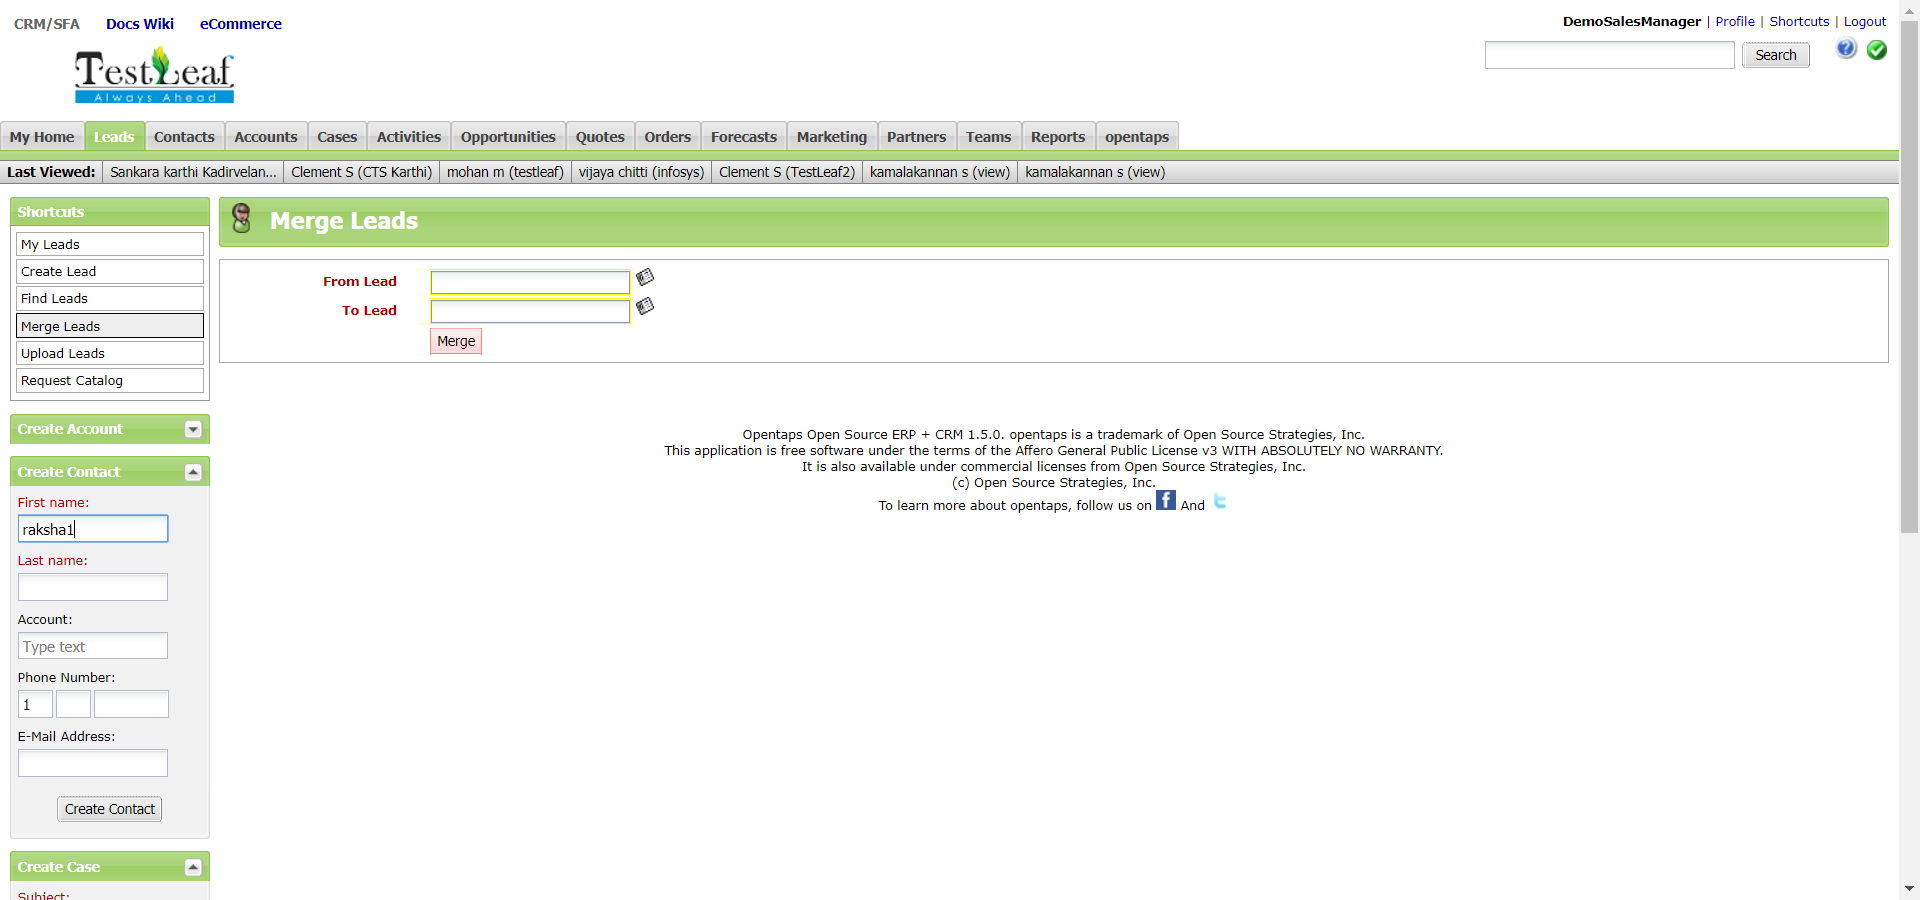 CRM/SFA Docs Wiki eCommerce
DemoSalesManager | Profile | Shortcuts | Logout
TestLeaf
Always Ahead
Search
My Home Leads Contacts Accounts Cases Activities Opportunities Quotes Orders Forecasts Marketing Partners Teams Reports opentaps
Last Viewed: Sankara karthi Kadirvelan... Clement S (CTS Karthi) mohan m (testleaf) vijaya chitti (infosys) Clement S (TestLeaf2) kamalakannan s (view) kamalakannan s (view)
Shortcuts
My Leads
Create Lead
Find Leads
Merge Leads
Upload Leads
Request Catalog
Create Account
Create Contact
First name:
raksha1
Last name:
Account:
Type text
Phone Number:
1
E-Mail Address:
Create Contact
Create Case
Subject:
Merge Leads
From Lead
To Lead
Merge
Opentaps Open Source ERP + CRM 1.5.0. opentaps is a trademark of Open Source Strategies, Inc.
This application is free software under the terms of the Affero General Public License v3 WITH ABSOLUTELY NO WARRANTY.
It is also available under commercial licenses from Open Source Strategies, Inc.
(c) Open Source Strategies, Inc.
To learn more about opentaps, follow us on f And t